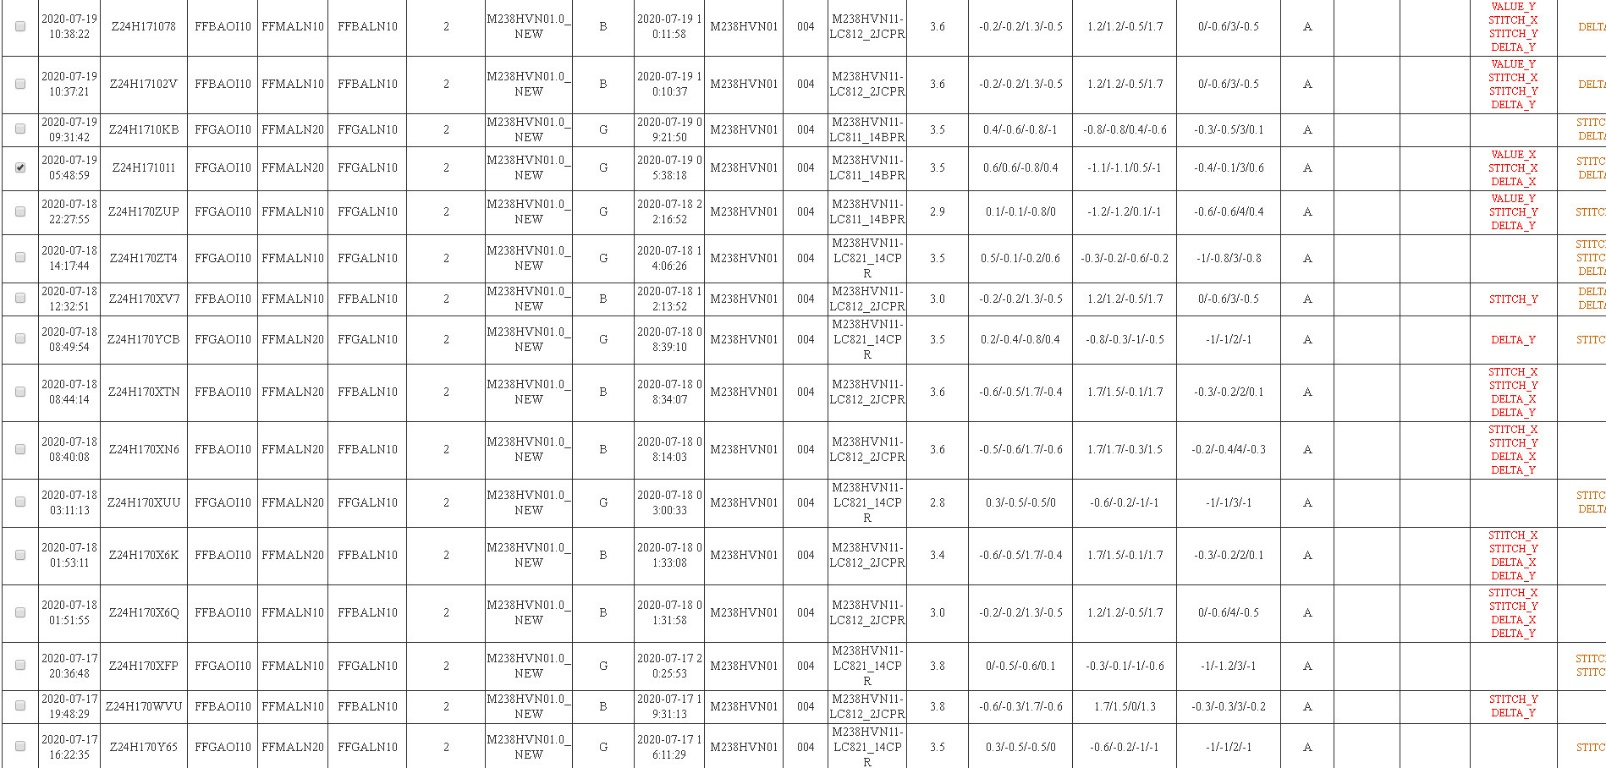 2020-07-19 10:38:22 Z24H171078 FFBAOI10 FFMALN10 FFBALN10 2 M238HVN01.0_NEW B 2020-07-19 10:11:58 M238HVN01 004 M238HVN11-LC812_2JCPR 3.6 -0.2/-0.2/1.3/-0.5 1.2/1.2/-0.5/1.7 0/-0.6/3/-0.5 A VALUE_Y STITCH_X STITCH_Y DELTA_Y DELTA
2020-07-19 10:37:21 Z24H17102V FFBAOI10 FFMALN10 FFBALN10 2 M238HVN01.0_NEW B 2020-07-19 10:10:37 M238HVN01 004 M238HVN11-LC812_2JCPR 3.6 -0.2/-0.2/1.3/-0.5 1.2/1.2/-0.5/1.7 0/-0.6/3/-0.5 A VALUE_Y STITCH_X STITCH_Y DELTA_Y DELTA
2020-07-19 09:31:42 Z24H1710KB FFGAOI10 FFMALN20 FFGALN10 2 M238HVN01.0_NEW G 2020-07-19 09:21:50 M238HVN01 004 M238HVN11-LC811_14BPR 3.5 0.4/-0.6/-0.8/-1 -0.8/-0.8/0.4/-0.6 -0.3/-0.5/3/0.1 A STITC DELTA
2020-07-19 05:48:59 Z24H171011 FFGAOI10 FFMALN20 FFGALN10 2 M238HVN01.0_NEW G 2020-07-19 05:38:18 M238HVN01 004 M238HVN11-LC811_14BPR 3.5 0.6/0.6/-0.8/0.4 -1.1/-1.1/0.5/-1 -0.4/-0.1/3/0.6 A VALUE_X STITCH_X DELTA_X STITC DELTA
2020-07-18 22:27:55 Z24H170ZUP FFGAOI10 FFMALN10 FFGALN10 2 M238HVN01.0_NEW G 2020-07-18 22:16:52 M238HVN01 004 M238HVN11-LC811_14BPR 2.9 0.1/-0.1/-0.8/0 -1.2/-1.2/0.1/-1 -0.6/-0.6/4/0.4 A VALUE_Y STITCH_Y DELTA_Y STITC
2020-07-18 14:17:44 Z24H170ZT4 FFGAOI10 FFMALN10 FFGALN10 2 M238HVN01.0_NEW G 2020-07-18 14:06:26 M238HVN01 004 M238HVN11-LC821_14CPR 3.5 0.5/-0.1/-0.2/0.6 -0.3/-0.2/-0.6/-0.2 -1/-0.8/3/-0.8 A STITC STITC DELTA
2020-07-18 12:32:51 Z24H170XV7 FFBAOI10 FFMALN10 FFBALN10 2 M238HVN01.0_NEW B 2020-07-18 12:13:52 M238HVN01 004 M238HVN11-LC812_2JCPR 3.0 -0.2/-0.2/1.3/-0.5 1.2/1.2/-0.5/1.7 0/-0.6/3/-0.5 A STITCH_Y DELTA DELTA
2020-07-18 08:49:54 Z24H170YCB FFGAOI10 FFMALN20 FFGALN10 2 M238HVN01.0_NEW G 2020-07-18 08:39:10 M238HVN01 004 M238HVN11-LC821_14CPR 3.5 0.2/-0.4/-0.8/0.4 -0.8/-0.3/-1/-0.5 -1/-1/2/-1 A DELTA_Y STITC
2020-07-18 08:44:14 Z24H170XTN FFBAOI10 FFMALN20 FFBALN10 2 M238HVN01.0_NEW B 2020-07-18 08:34:07 M238HVN01 004 M238HVN11-LC812_2JCPR 3.6 -0.6/-0.5/1.7/-0.4 1.7/1.5/-0.1/1.7 -0.3/-0.2/2/0.1 A STITCH_X STITCH_Y DELTA_X DELTA_Y
2020-07-18 08:40:08 Z24H170XN6 FFBAOI10 FFMALN20 FFBALN10 2 M238HVN01.0_NEW B 2020-07-18 08:14:03 M238HVN01 004 M238HVN11-LC812_2JCPR 3.6 -0.5/-0.6/1.7/-0.6 1.7/1.7/-0.3/1.5 -0.2/-0.4/4/-0.3 A STITCH_X STITCH_Y DELTA_X DELTA_Y
2020-07-18 03:11:13 Z24H170XUU FFGAOI10 FFMALN20 FFGALN10 2 M238HVN01.0_NEW G 2020-07-18 03:00:33 M238HVN01 004 M238HVN11-LC821_14CPR 2.8 0.3/-0.5/-0.5/0 -0.6/-0.2/-1/-1 -1/-1/3/-1 A STITC DELTA
2020-07-18 01:53:11 Z24H170X6K FFBAOI10 FFMALN20 FFBALN10 2 M238HVN01.0_NEW B 2020-07-18 01:33:08 M238HVN01 004 M238HVN11-LC812_2JCPR 3.4 -0.6/-0.5/1.7/-0.4 1.7/1.5/-0.1/1.7 -0.3/-0.2/2/0.1 A STITCH_X STITCH_Y DELTA_X DELTA_Y
2020-07-18 01:51:55 Z24H170X6Q FFBAOI10 FFMALN10 FFBALN10 2 M238HVN01.0_NEW B 2020-07-18 01:31:58 M238HVN01 004 M238HVN11-LC812_2JCPR 3.0 -0.2/-0.2/1.3/-0.5 1.2/1.2/-0.5/1.7 0/-0.6/4/-0.5 A STITCH_X STITCH_Y DELTA_X DELTA_Y
2020-07-17 20:36:48 Z24H170XFP FFGAOI10 FFMALN10 FFGALN10 2 M238HVN01.0_NEW G 2020-07-17 20:25:53 M238HVN01 004 M238HVN11-LC821_14CPR 3.8 0/-0.5/-0.6/0.1 -0.3/-0.1/-1/-0.6 -1/-1.2/3/-1 A STITC STITC
2020-07-17 19:48:29 Z24H170WVU FFBAOI10 FFMALN10 FFBALN10 2 M238HVN01.0_NEW B 2020-07-17 19:31:13 M238HVN01 004 M238HVN11-LC812_2JCPR 3.8 -0.6/-0.3/1.7/-0.6 1.7/1.5/0/1.3 -0.3/-0.3/3/-0.2 A STITCH_Y DELTA_Y
2020-07-17 16:22:35 Z24H170Y65 FFGAOI10 FFMALN20 FFGALN10 2 M238HVN01.0_NEW G 2020-07-17 16:11:29 M238HVN01 004 M238HVN11-LC821_14CPR 3.5 0.3/-0.5/-0.5/0 -0.6/-0.2/-1/-1 -1/-1/2/-1 A STITC